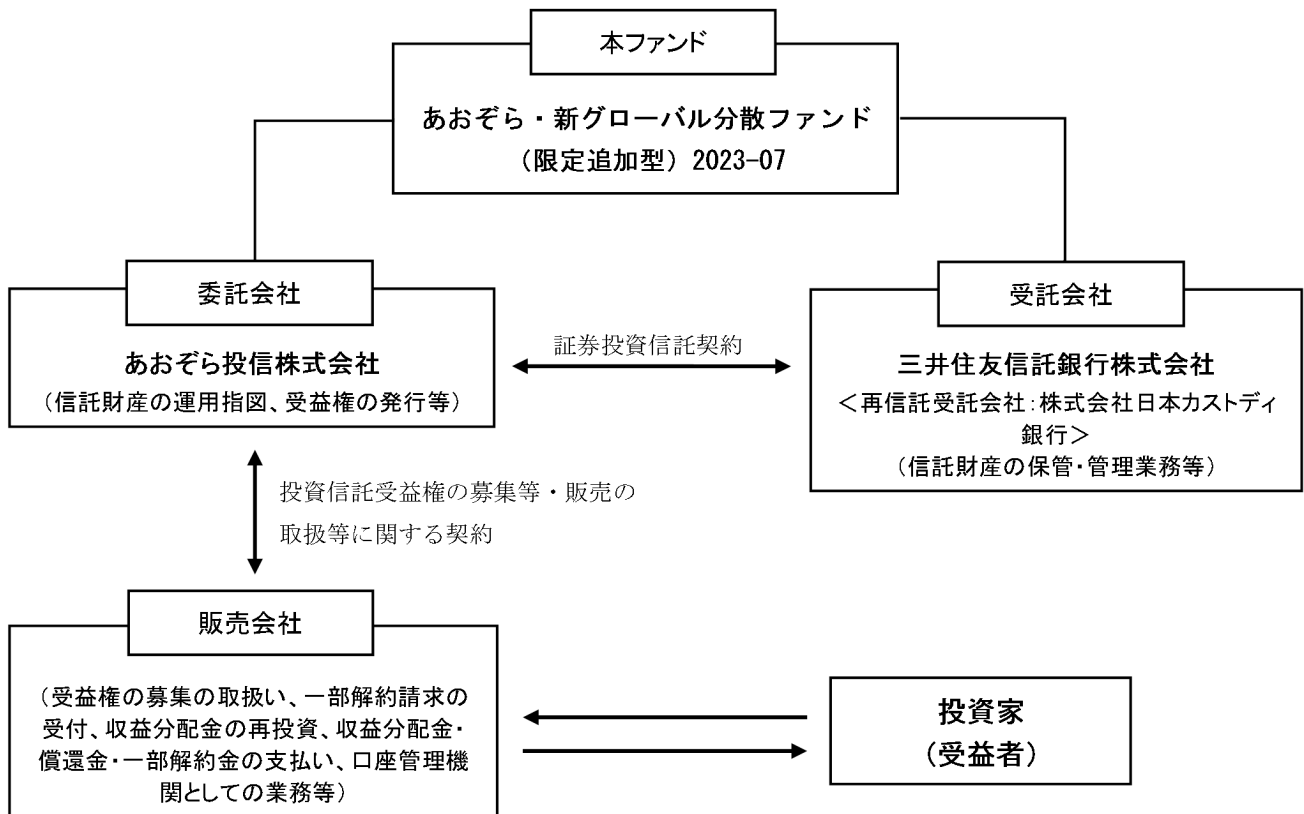 本ファンド
あおぞら・新グローバル分散ファンド
（限定追加型）2023-07
委託会社
あおぞら投信株式会社
（信託財産の運用指図、受益権の発行等）
証券投資信託契約
受託会社
三井住友信託銀行株式会社
＜再信託受託会社：株式会社日本カストディ
銀行＞
（信託財産の保管・管理業務等）
投資信託受益権の募集等・販売の
取扱等に関する契約
販売会社
（受益権の募集の取扱い、一部解約請求の
受付、収益分配金の再投資、収益分配金・
償還金・一部解約金の支払い、口座管理機
関としての業務等）
投資家
（受益者）